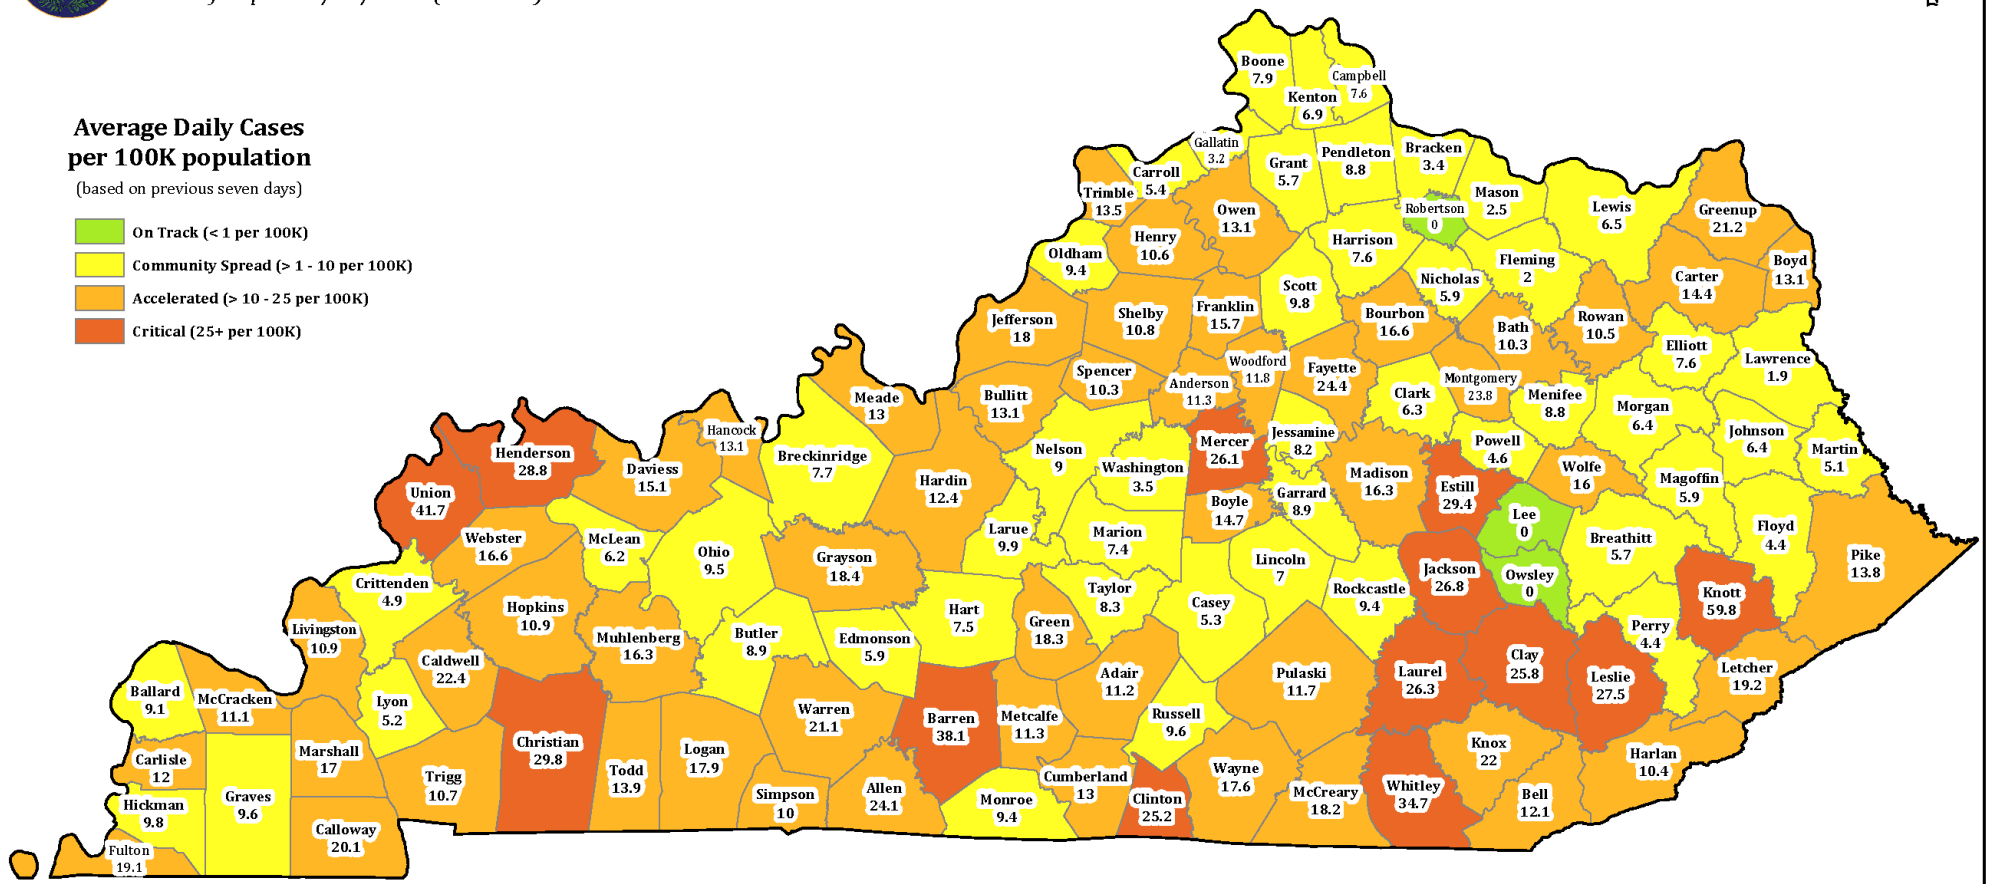 Average Daily Cases
per 100K population
(based on previous seven days)
On Track (< 1 per 100K)
Community Spread (> 1 - 10 per 100K)
Accelerated (> 10 - 25 per 100K)
Critical (25+ per 100K)
Boone
7.9
Kenton
6.9
Campbell
7.6
Gallatin
3.2
Carroll
5.4
Trimble
13.5
Grant
5.7
Pendleton
8.8
Bracken
3.4
Mason
2.5
Robertson
0
Lewis
6.5
Greenup
21.2
Owen
13.1
Henry
10.6
Oldham
9.4
Harrison
7.6
Nicholas
5.9
Fleming
2
Carter
14.4
Boyd
13.1
Scott
9.8
Franklin
15.7
Shelby
10.8
Jefferson
18
Bourbon
16.6
Bath
10.3
Rowan
10.5
Elliott
7.6
Lawrence
1.9
Spencer
10.3
Anderson
11.3
Woodford
11.8
Fayette
24.4
Clark
6.3
Montgomery
23.8
Menifee
8.8
Morgan
6.4
Johnson
6.4
Martin
5.1
Bullitt
13.1
Meade
13
Hancock
13.1
Breckinridge
7.7
Daviess
15.1
Henderson
28.8
Union
41.7
Webster
16.6
McLean
6.2
Ohio
9.5
Grayson
18.4
Hardin
12.4
Nelson
9
Washington
3.5
Mercer
26.1
Jessamine
8.2
Garrard
8.9
Boyle
14.7
Madison
16.3
Estill
29.4
Powell
4.6
Wolfe
16
Magoffin
5.9
Floyd
4.4
Pike
13.8
Lee
0
Owsley
0
Breathitt
5.7
Knott
59.8
Perry
4.4
Letcher
19.2
Larue
9.9
Marion
7.4
Taylor
8.3
Casey
5.3
Lincoln
7
Rockcastle
9.4
Jackson
26.8
Laurel
26.3
Clay
25.8
Leslie
27.5
Harlan
10.4
Crittenden
4.9
Livingston
10.9
Hopkins
10.9
Caldwell
22.4
Muhlenberg
16.3
Butler
8.9
Edmonson
5.9
Hart
7.5
Green
18.3
Adair
11.2
Russell
9.6
Pulaski
11.7
Ballard
9.1
McCracken
11.1
Lyon
5.2
Carlisle
12
Marshall
17
Hickman
9.8
Graves
9.6
Calloway
20.1
Fulton
19.1
Trigg
10.7
Christian
29.8
Todd
13.9
Logan
17.9
Simpson
10
Warren
21.1
Allen
24.1
Barren
38.1
Metcalfe
11.3
Monroe
9.4
Cumberland
13
Clinton
25.2
Wayne
17.6
McCreary
18.2
Whitley
34.7
Knox
22
Bell
12.1